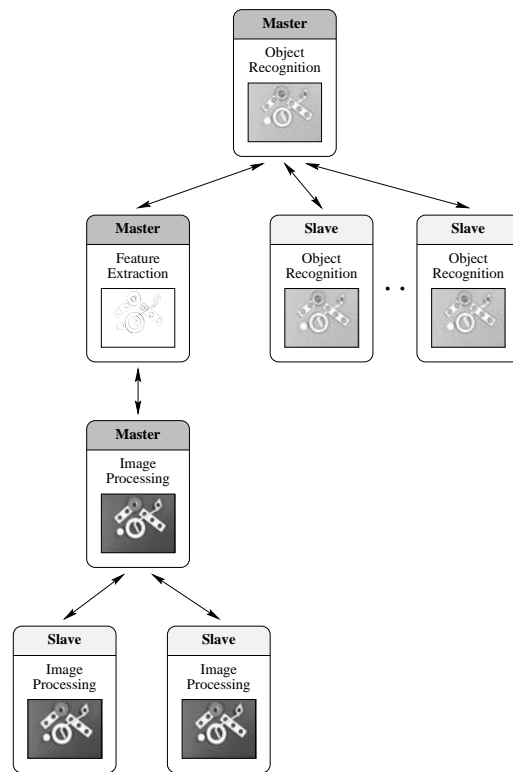 Master
Object
Recognition
Master
Feature
Extraction
Slave
Object
Recognition
. .
Slave
Object
Recognition
Master
Image
Processing
Slave
Image
Processing
Slave
Image
Processing